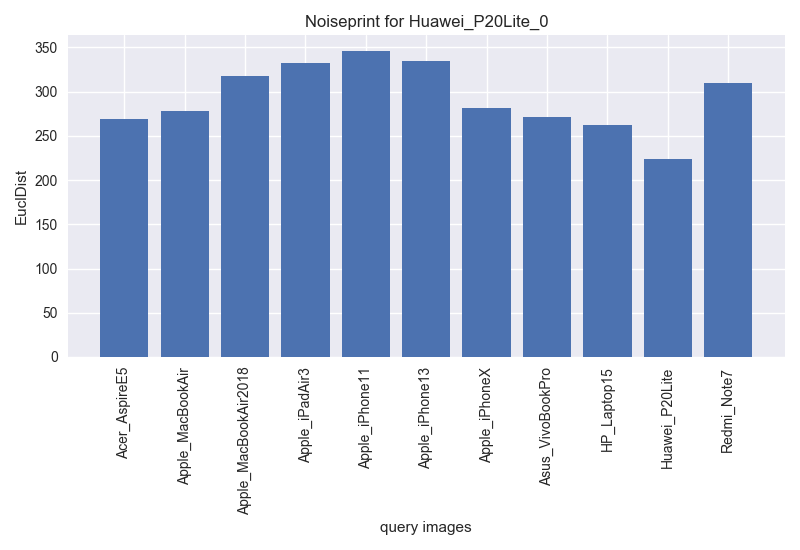 Noiseprint for Huawei_P20Lite_0
350
300
250
200
150
100
50
0
EuclDist
Acer_AspireE5
Apple_MacBookAir
Apple_MacBookAir2018
Apple_iPadAir3
Apple_iPhone11
Apple_iPhone13
Apple_iPhoneX
Asus_VivoBookPro
HP_Laptop15
Huawei_P20Lite
Redmi_Note7
query images